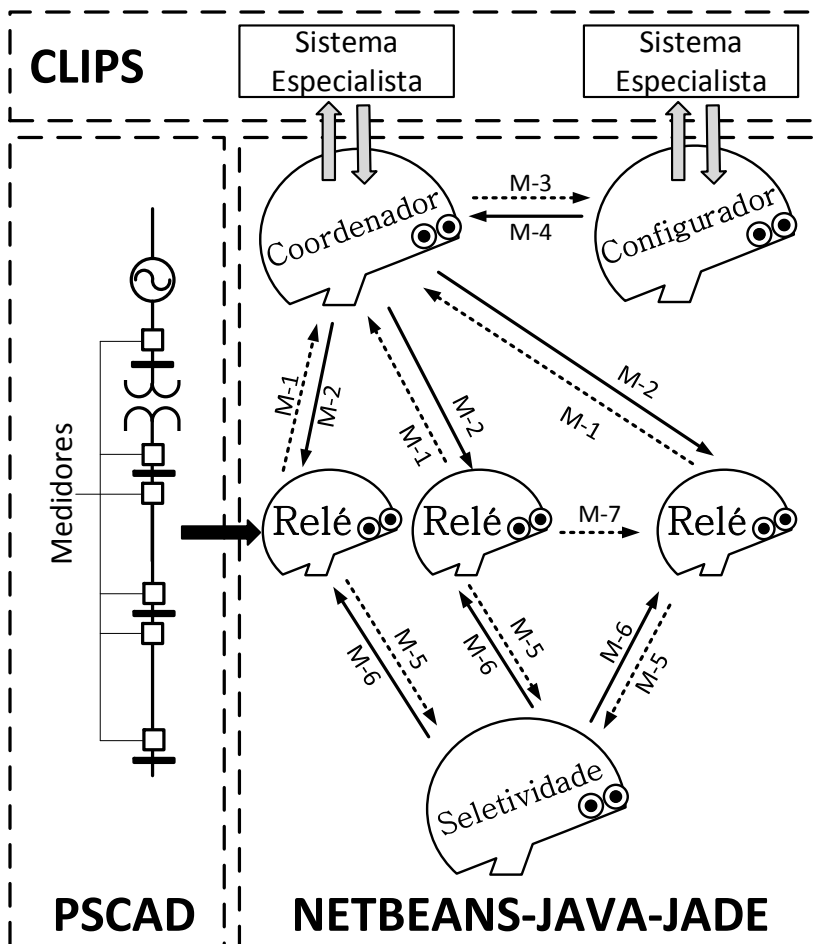 CLIPS
Sistema
Especialista
Sistema
Especialista
Coordenador
M-3
M-4
Configurador
M-1
M-2
M-2
M-1
M-2
M-1
Medidores
Relé
Relé
M-7
Relé
M-5
M-6
M-5
M-6
M-6
M-5
Seletividade
PSCAD
NETBEANS-JAVA-JADE